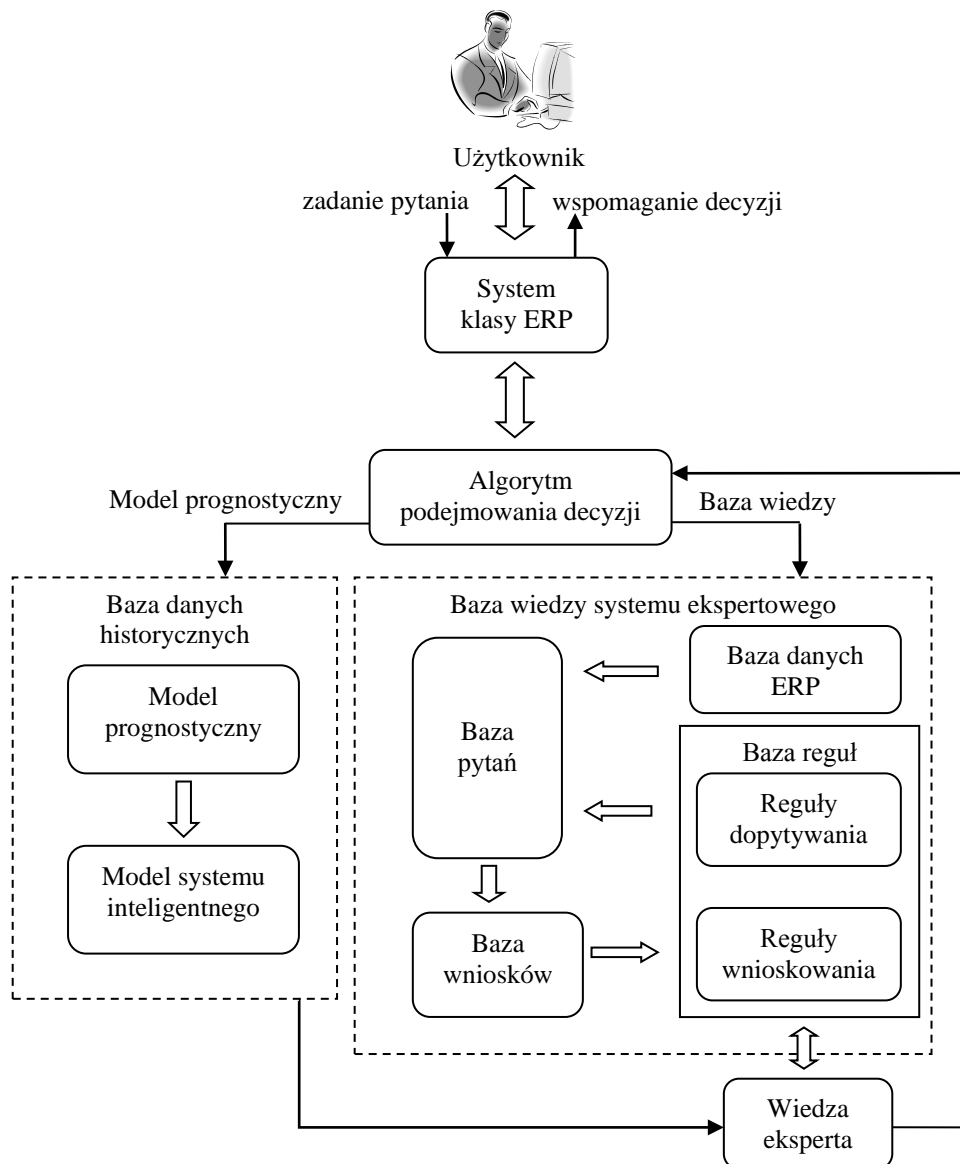 Użytkownik
zadanie pytania
wspomaganie decyzji
System
klasy ERP
Algorytm
podejmowania decyzji
Model prognostyczny
Baza wiedzy
Baza danych
historycznych
Model
prognostyczny
Model systemu
inteligentnego
Baza wiedzy systemu ekspertowego
Baza danych
ERP
Baza
pytań
Baza reguł
Reguły
dopytywania
Baza
wniosków
Reguły
wnioskowania
Wiedza
eksperta